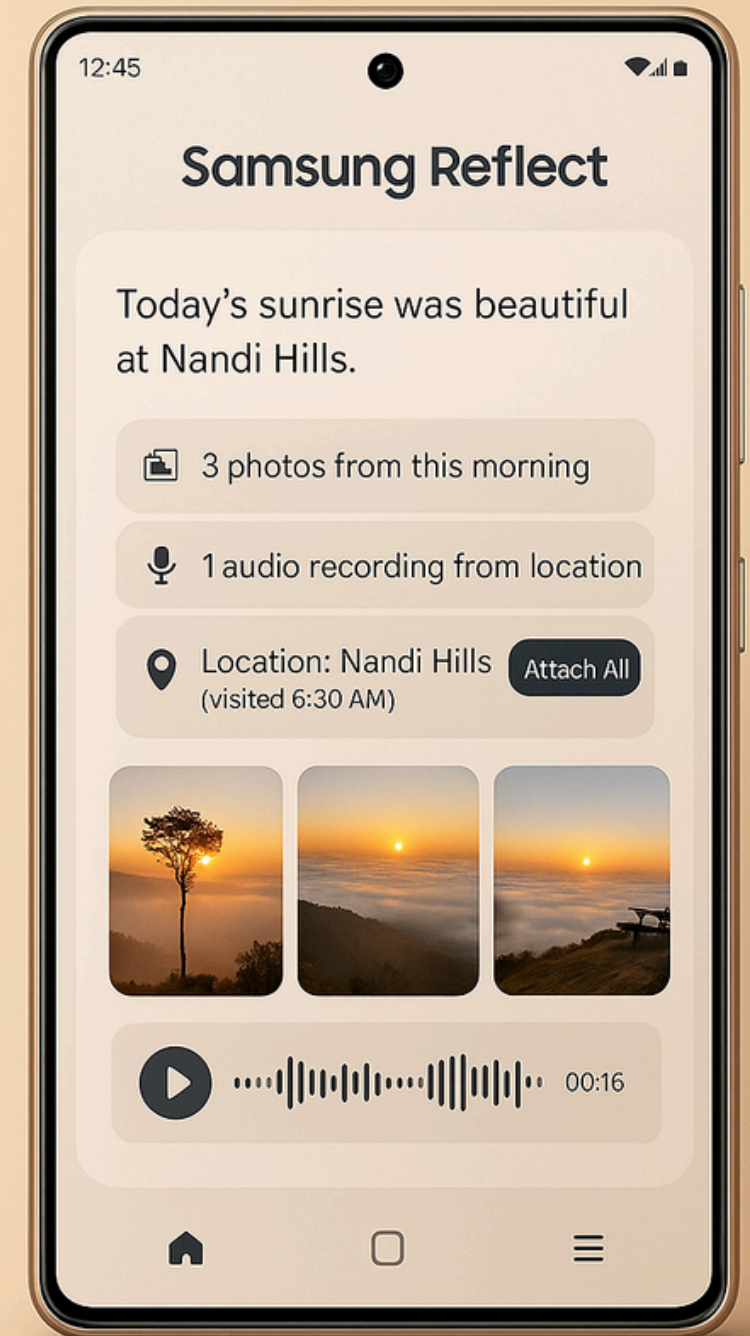 12:45
Samsung Reflect
Today's sunrise was beautiful
at Nandi Hills.
3 photos from this morning
1 audio recording from location
Location: Nandi Hills
(visited 6:30 AM)
Attach All
00:16